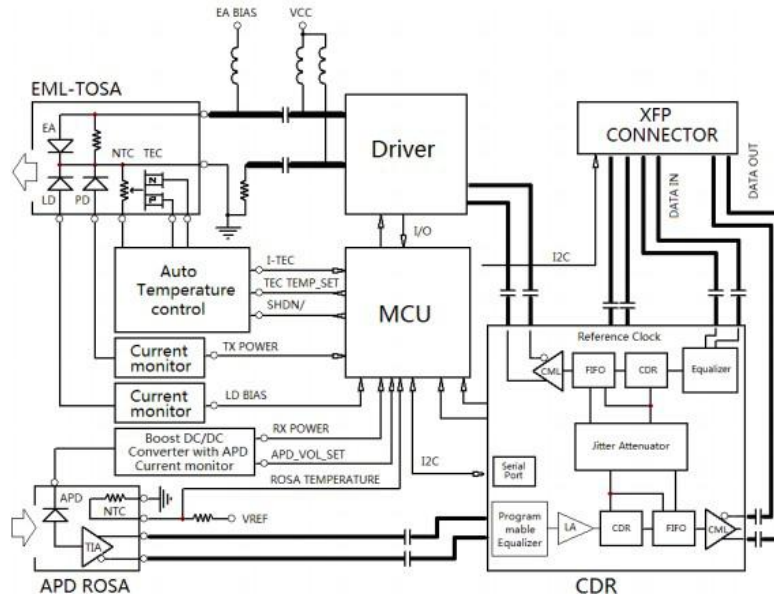 EA BIAS
VCC
EML-TOSA
EA
NTC
TEC
LD
PD
Driver
XFP
CONNECTOR
DATA IN
DATA OUT
I/O
I2C
Auto
Temperature
control
I-TEC
TEC TEMP_SET
SHDN/
MCU
Current
monitor
TX POWER
Current
monitor
LD BIAS
Boost DC/DC
Converter with APD
Current monitor
RX POWER
APD_VOL_SET
ROSA TEMPERATURE
I2C
Reference Clock
CML
FIFO
CDR
Equalizer
Jitter Attenuator
Serial
Port
Program
mable
Equalizer
LA
CDR
FIFO
CML
CDR
APD
NTC
VREF
TIA
APD ROSA